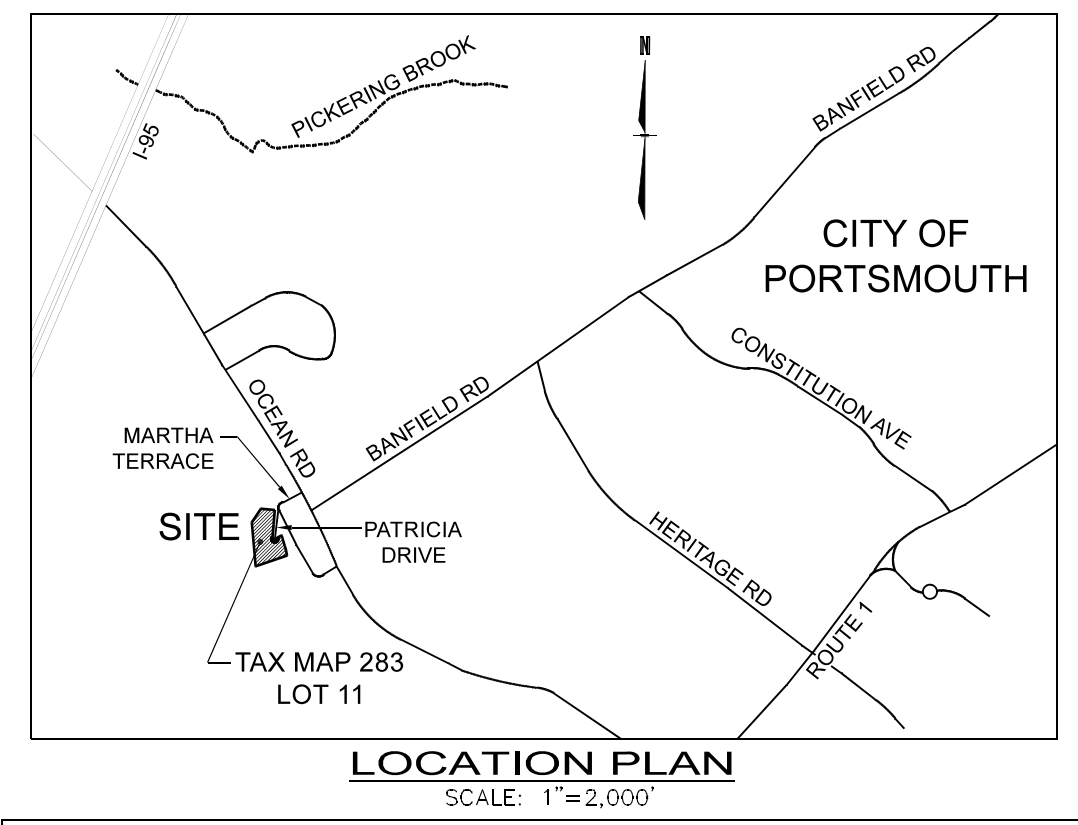 N
PICKERING BROOK
BANFIELD RD
I-95
CITY OF
PORTSMOUTH
CONSTITUTION AVE
OCEAN RD
BANFIELD RD
MARTHA
TERRACE
SITE
PATRICIA
DRIVE
HERITAGE RD
ROUTE 1
TAX MAP 283
LOT 11
LOCATION PLAN
SCALE: 1"=2,000'